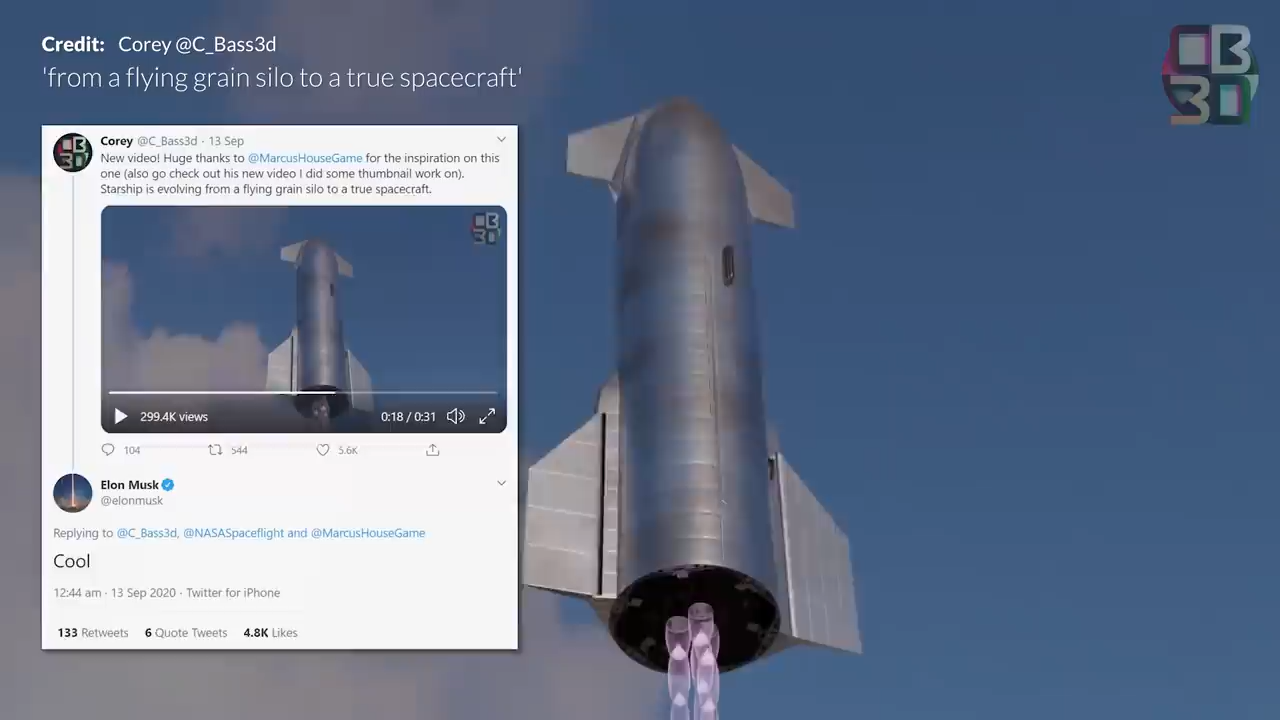 Credit: Corey @C_Bass3d
'from a flying grain silo to a true spacecraft'
CB
3D
Corey @C_Bass3d · 13 Sep
New video! Huge thanks to @MarcusHouseGame for the inspiration on this
one (also go check out his new video I did some thumbnail work on).
Starship is evolving from a flying grain silo to a true spacecraft.
CB
3D
299.4K views
0:18 / 0:31
104 544 5.6K
Elon Musk
@elonmusk
Replying to @C_Bass3d, @NASASpaceflight and @MarcusHouseGame
Cool
12:44 am · 13 Sep 2020 · Twitter for iPhone
133 Retweets 6 Quote Tweets 4.8K Likes